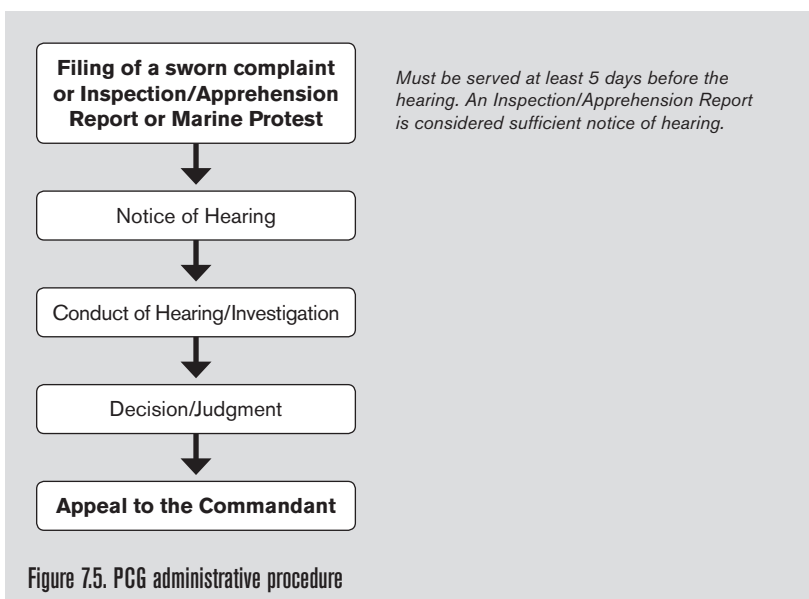 Filing of a sworn complaint
or Inspection/Apprehension
Report or Marine Protest
Must be served at least 5 days before the
hearing. An Inspection/Apprehension Report
is considered sufficient notice of hearing.
Notice of Hearing
Conduct of Hearing/Investigation
Decision/Judgment
Appeal to the Commandant
Figure 7.5. PCG administrative procedure